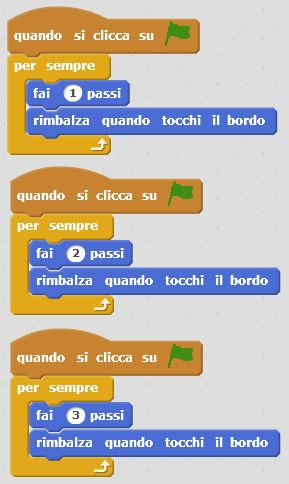 quando si clicca su
per sempre
fai 1 passi
rimbalza quando tocchi il bordo
quando si clicca su
per sempre
fai 2 passi
rimbalza quando tocchi il bordo
quando si clicca su
per sempre
fai 3 passi
rimbalza quando tocchi il bordo